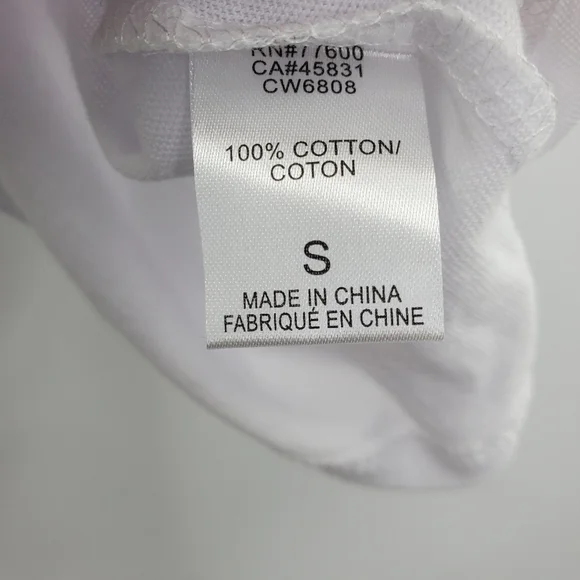 RN#77600
CA#45831
CW6808
100% COTTON/
COTON
S
MADE IN CHINA
FABRIQUÉ EN CHINE